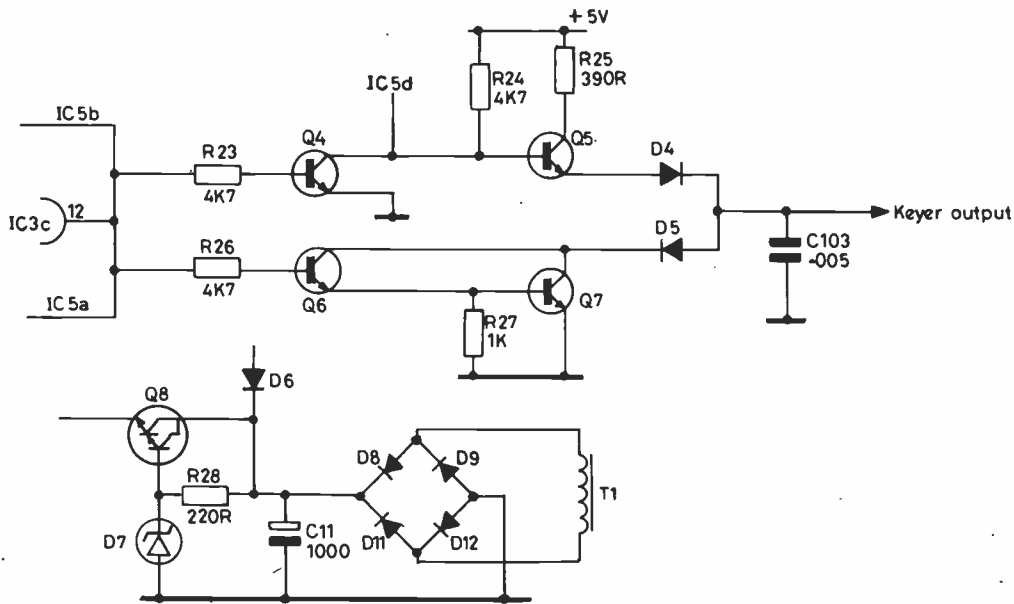 +5V
R25
390R
R24
4K7
IC5d
IC5b
Q4
Q5
D4
R23
4K7
IC3c
12
Keyer output
D5
C103
.005
R26
4K7
Q6
Q7
IC5a
R27
1K
D6
Q8
D8
D9
R28
220R
T1
D7
C11
1000
D11
D12